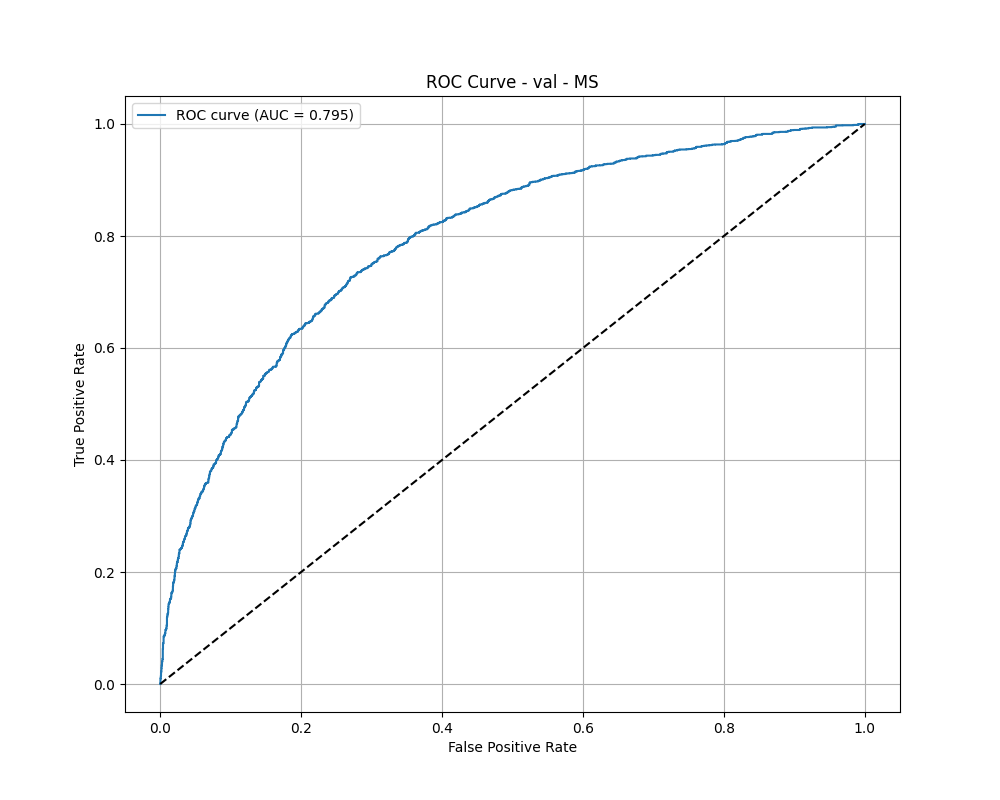 ROC Curve - val - MS
ROC curve (AUC = 0.795)
True Positive Rate
1.0
0.8
0.6
0.4
0.2
0.0
0.0 0.2 0.4 0.6 0.8 1.0
False Positive Rate